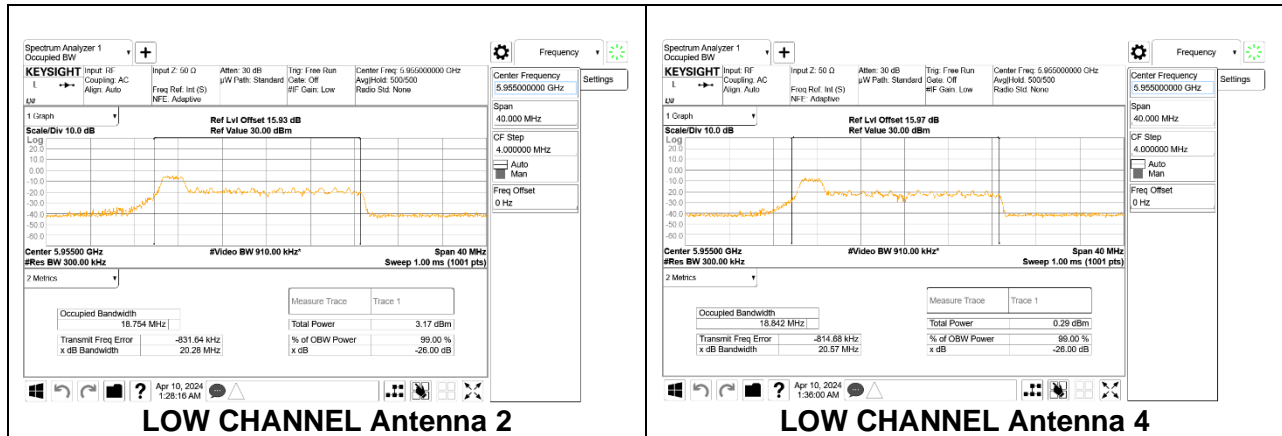 Spectrum Analyzer 1
Occupied BW
+
Frequency
KEYSIGHT
Input: RF
Coupling: AC
Align: Auto
Input Z: 50 Ω
Freq Ref: Int (S)
NFE: Adaptive
Atten: 30 dB
µW Path: Standard
Trig: Free Run
Gate: Off
#IF Gain: Low
Center Freq: 5.955000000 GHz
Avg|Hold: 500/500
Radio Std: None
Center Frequency
5.955000000 GHz
Settings
Span
40.000 MHz
CF Step
4.000000 MHz
Auto
Man
Freq Offset
0 Hz
1 Graph
Scale/Div 10.0 dB
Ref Lvl Offset 15.93 dB
Ref Value 30.00 dBm
Log
20.0
10.0
0.00
-10.0
-20.0
-30.0
-40.0
-50.0
-60.0
Center 5.95500 GHz
#Res BW 300.00 kHz
#Video BW 910.00 kHz*
Span 40 MHz
Sweep 1.00 ms (1001 pts)
2 Metrics
Measure Trace Trace 1
Occupied Bandwidth
18.754 MHz
Total Power 3.17 dBm
Transmit Freq Error -831.64 kHz
% of OBW Power 99.00 %
x dB Bandwidth 20.28 MHz
x dB -26.00 dB
?
Apr 10, 2024
1:28:16 AM
LOW CHANNEL Antenna 2
Spectrum Analyzer 1
Occupied BW
+
Frequency
KEYSIGHT
Input: RF
Coupling: AC
Align: Auto
Input Z: 50 Ω
Freq Ref: Int (S)
NFE: Adaptive
Atten: 30 dB
µW Path: Standard
Trig: Free Run
Gate: Off
#IF Gain: Low
Center Freq: 5.955000000 GHz
Avg|Hold: 500/500
Radio Std: None
Center Frequency
5.955000000 GHz
Settings
Span
40.000 MHz
CF Step
4.000000 MHz
Auto
Man
Freq Offset
0 Hz
1 Graph
Scale/Div 10.0 dB
Ref Lvl Offset 15.97 dB
Ref Value 30.00 dBm
Log
20.0
10.0
0.00
-10.0
-20.0
-30.0
-40.0
-50.0
-60.0
Center 5.95500 GHz
#Res BW 300.00 kHz
#Video BW 910.00 kHz*
Span 40 MHz
Sweep 1.00 ms (1001 pts)
2 Metrics
Measure Trace Trace 1
Occupied Bandwidth
18.842 MHz
Total Power 0.29 dBm
Transmit Freq Error -814.68 kHz
% of OBW Power 99.00 %
x dB Bandwidth 20.57 MHz
x dB -26.00 dB
?
Apr 10, 2024
1:36:00 AM
LOW CHANNEL Antenna 4